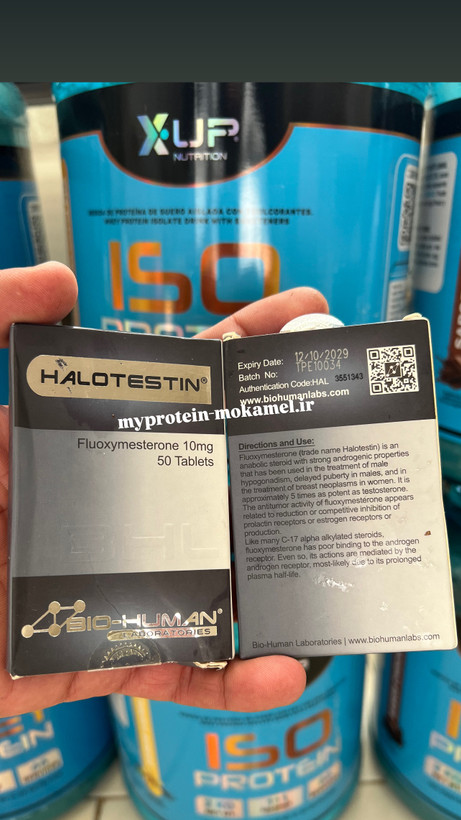 X-UP
NUTRITION
ISO
PROTEIN
HALOTESTIN®
Fluoxymesterone 10mg
50 Tablets
BIO-HUMAN
LABORATORIES
Expiry Date: 12/10/2029
Batch No: TPE10034
Authentication Code:HAL 3551343
www.biohumanlabs.com
myprotein-mokamel.ir
Directions and Use:
Fluoxymesterone (trade name Halotestin) is an
anabolic steroid with strong androgenic properties
that has been used in the treatment of male
hypogonadism, delayed puberty in males, and in
the treatment of breast neoplasms in women. It is
approximately 5 times as potent as testosterone.
The antitumor activity of fluoxymesterone appears
related to reduction or competitive inhibition of
prolactin receptors or estrogen receptors or
production.
Like many C-17 alpha alkylated steroids,
fluoxymesterone has poor binding to the androgen
receptor. Even so, its actions are mediated by the
androgen receptor, most-likely due to its prolonged
plasma half-life.
Bio-Human Laboratories | www.biohumanlabs.com
ISO
PROTEIN